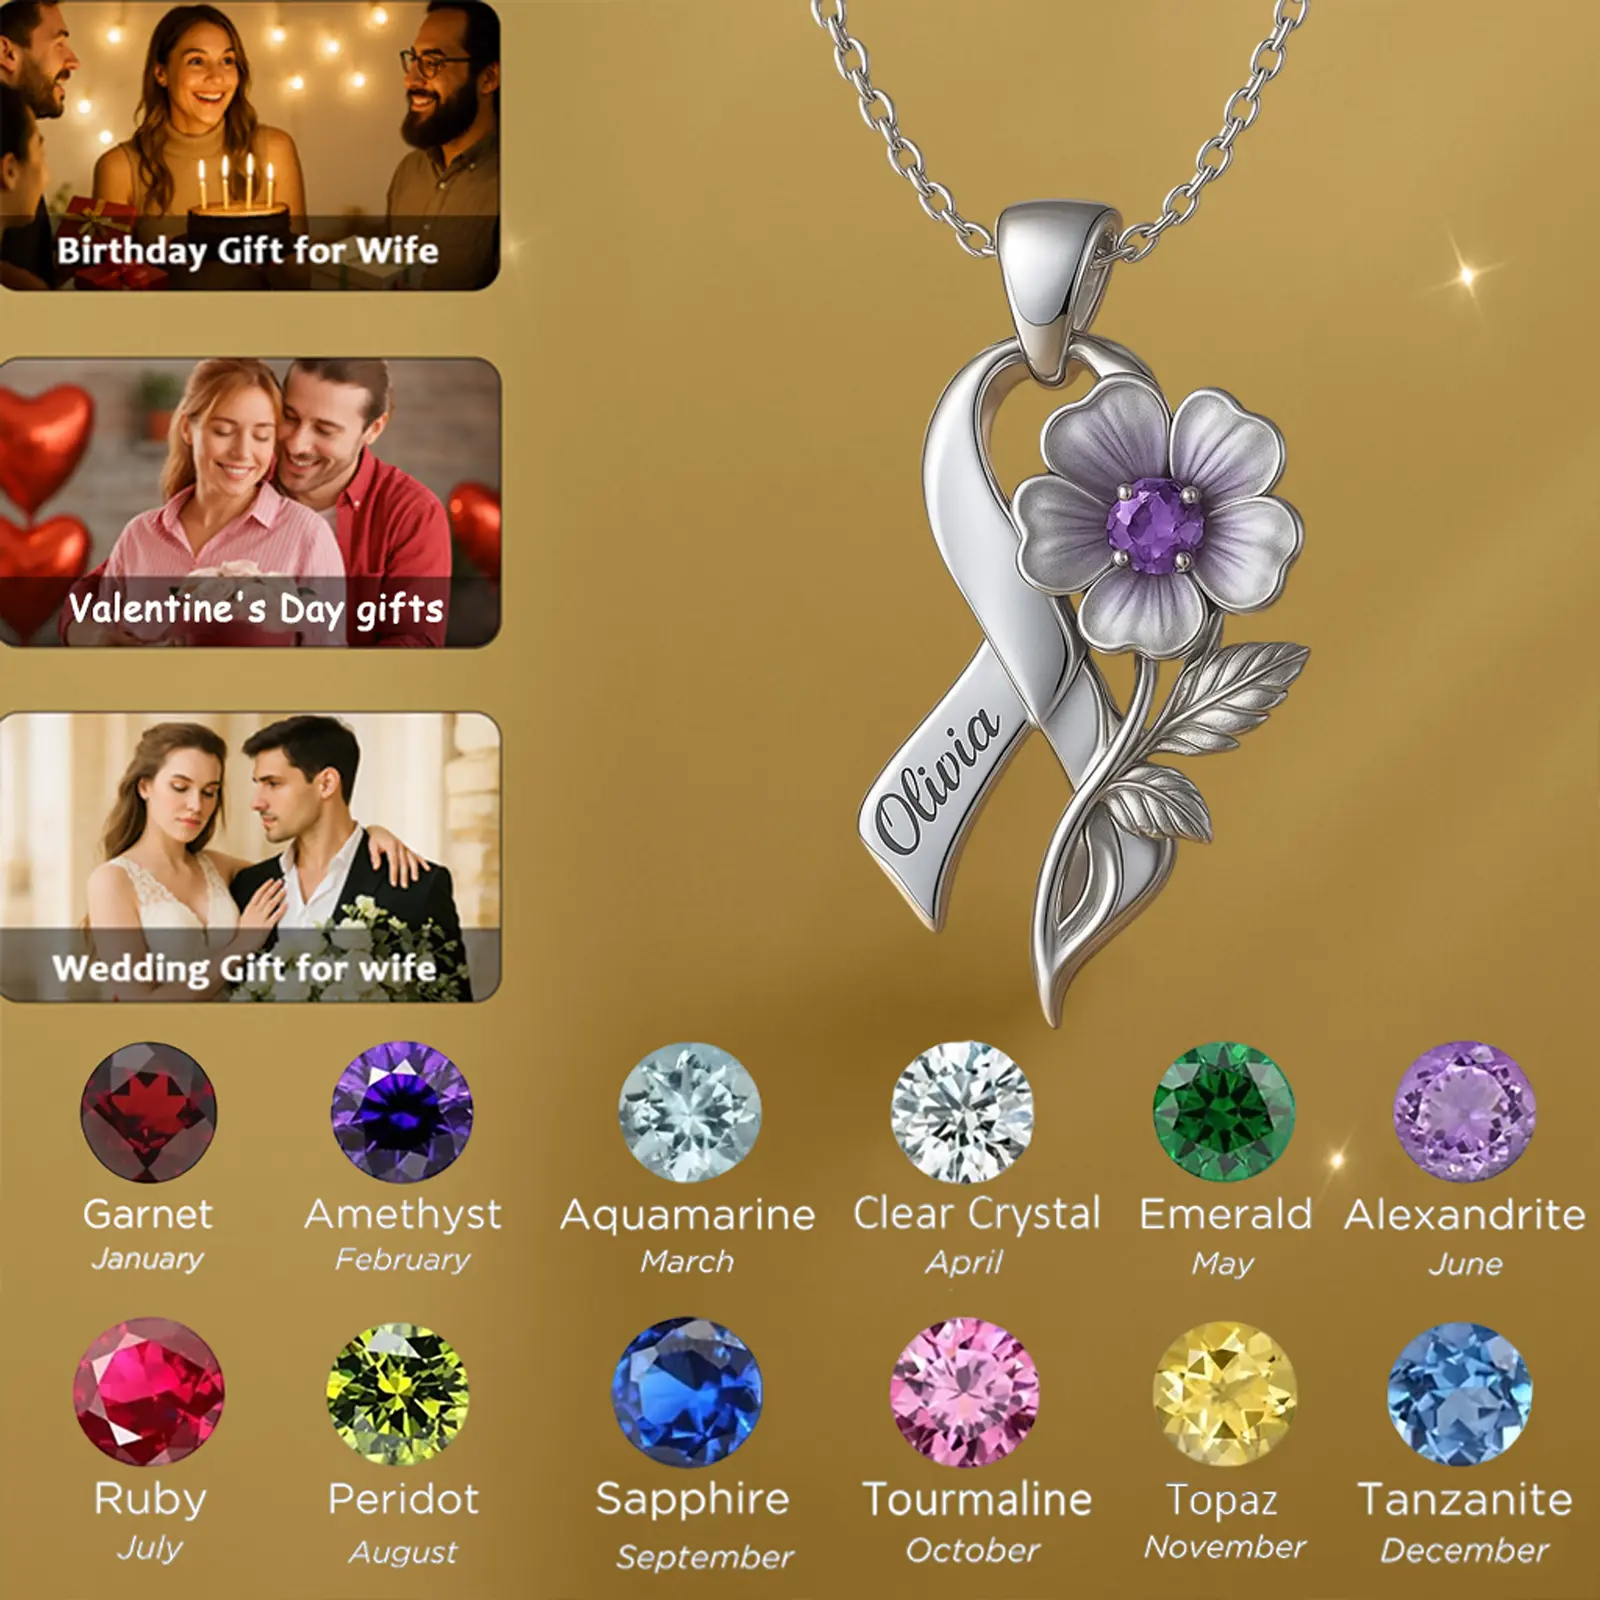 Birthday Gift for Wife
Valentine's Day gifts
Wedding Gift for wife
Olivia
Garnet
January
Amethyst
February
Aquamarine
March
Clear Crystal
April
Emerald
May
Alexandrite
June
Ruby
July
Peridot
August
Sapphire
September
Tourmaline
October
Topaz
November
Tanzanite
December